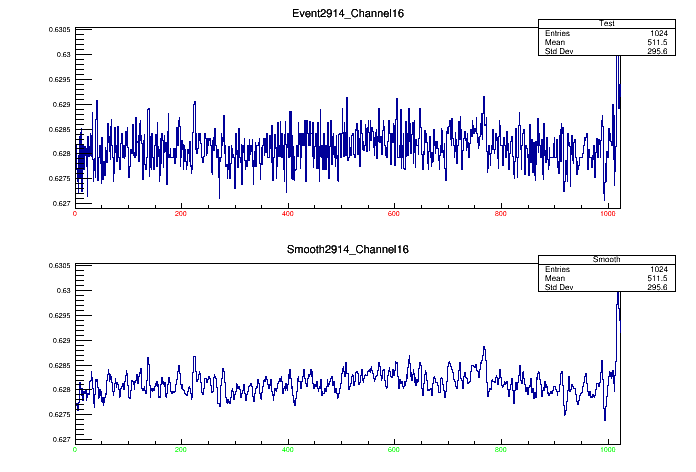 Event2914_Channel16
Test
Entries 1024
Mean 511.5
Std Dev 295.6
0.6305
0.63
0.6295
0.629
0.6285
0.628
0.6275
0.627
0 200 400 600 800 1000
Smooth2914_Channel16
Smooth
Entries 1024
Mean 511.5
Std Dev 295.6
0.6305
0.63
0.6295
0.629
0.6285
0.628
0.6275
0.627
0 200 400 600 800 1000